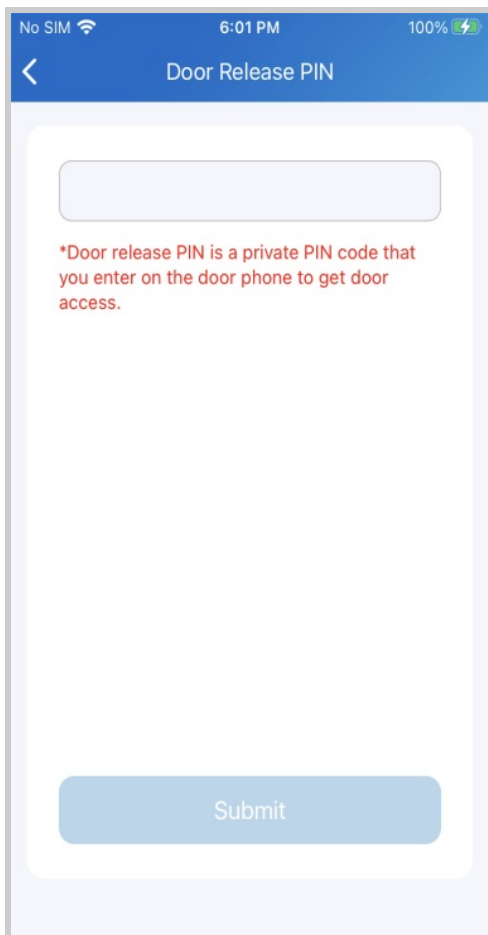 No SIM 6:01 PM 100%
Door Release PIN
*Door release PIN is a private PIN code that
you enter on the door phone to get door
access.
Submit